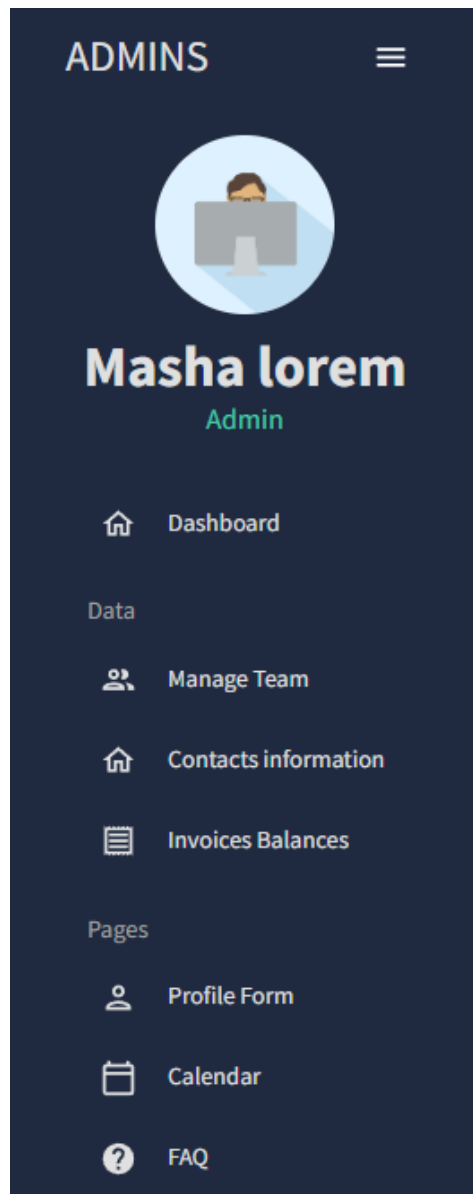 ADMINS
Masha lorem
Admin
Dashboard
Data
Manage Team
Contacts information
Invoices Balances
Pages
Profile Form
Calendar
FAQ